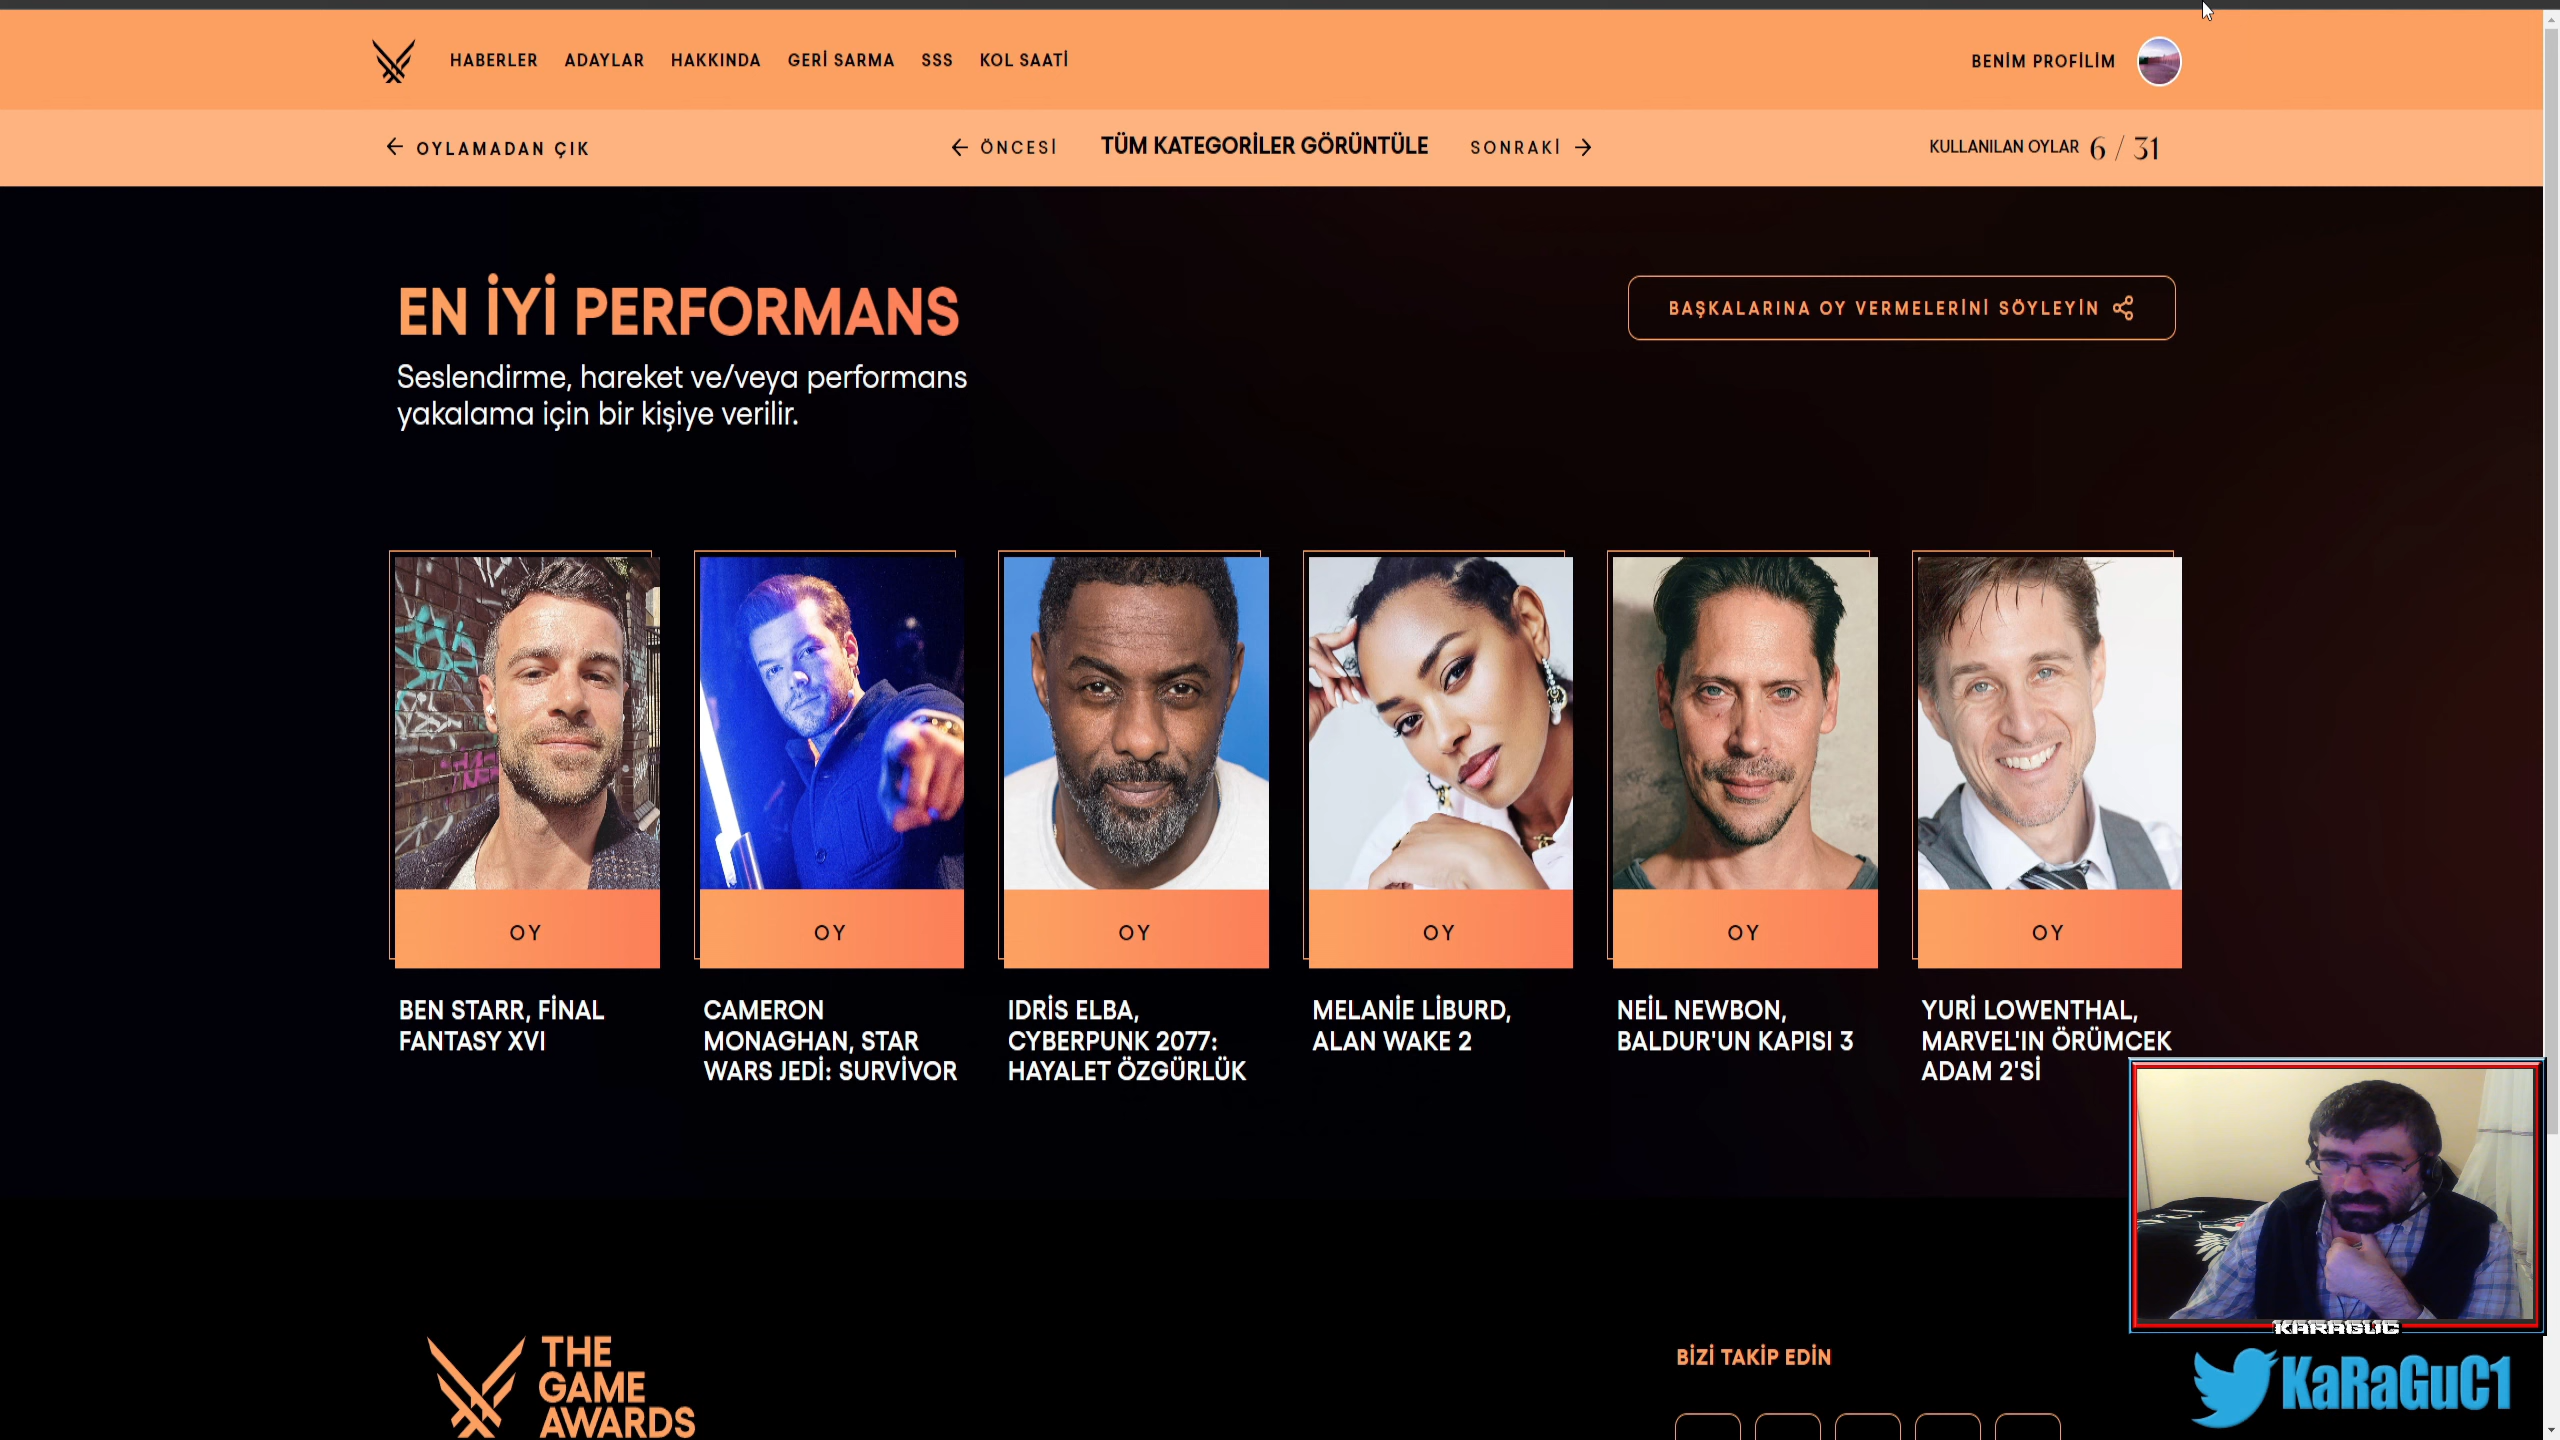 HABERLER ADAYLAR HAKKINDA GERİ SARMA SSS KOL SAATİ BENİM PROFİLİM
OYLAMADAN ÇIK ÖNCESİ TÜM KATEGORİLER GÖRÜNTÜLE SONRAKİ KULLANILAN OYLAR 6 / 31
EN İYİ PERFORMANS
BAŞKALARINA OY VERMELERİNİ SÖYLEYİN
Seslendirme, hareket ve/veya performans
yakalama için bir kişiye verilir.
OY OY OY OY OY OY
BEN STARR, FİNAL
FANTASY XVI
CAMERON
MONAGHAN, STAR
WARS JEDİ: SURVİVOR
IDRİS ELBA,
CYBERPUNK 2077:
HAYALET ÖZGÜRLÜK
MELANİE LİBURD,
ALAN WAKE 2
NEİL NEWBON,
BALDUR'UN KAPISI 3
YURİ LOWENTHAL,
MARVEL'IN ÖRÜMCEK
ADAM 2'Sİ
KARAGUC
KaRaGuC1
THE
GAME
AWARDS
BİZİ TAKİP EDİN